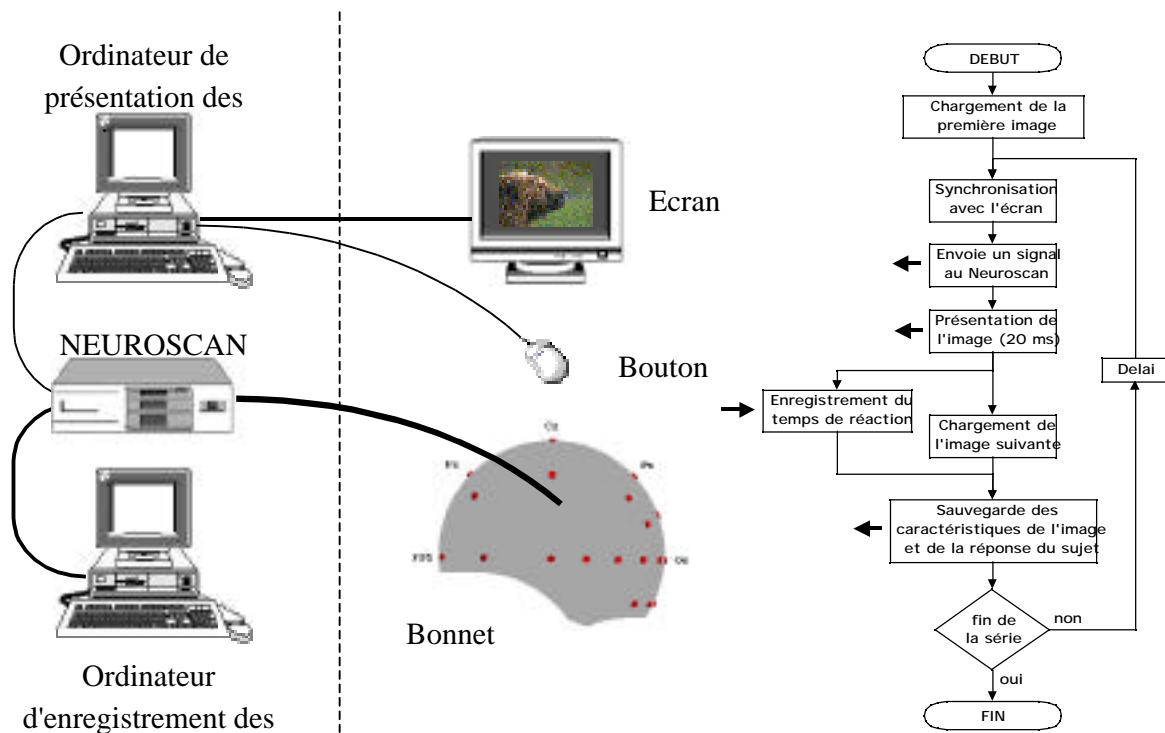 Ordinateur de
présentation des
Ecran
NEUROSCAN
Bouton
Cz
Fz
Pz
Oz
Bonnet
Ordinateur
d'enregistrement des
DEBUT
Chargement de la
première image
Synchronisation
avec l'écran
Envoie un signal
au Neuroscan
Présentation de
l'image (20 ms)
Delai
Enregistrement du
temps de réaction
Chargement de
l'image suivante
Sauvegarde des
caractéristiques de l'image
et de la réponse du sujet
fin de
la série
non
oui
FIN